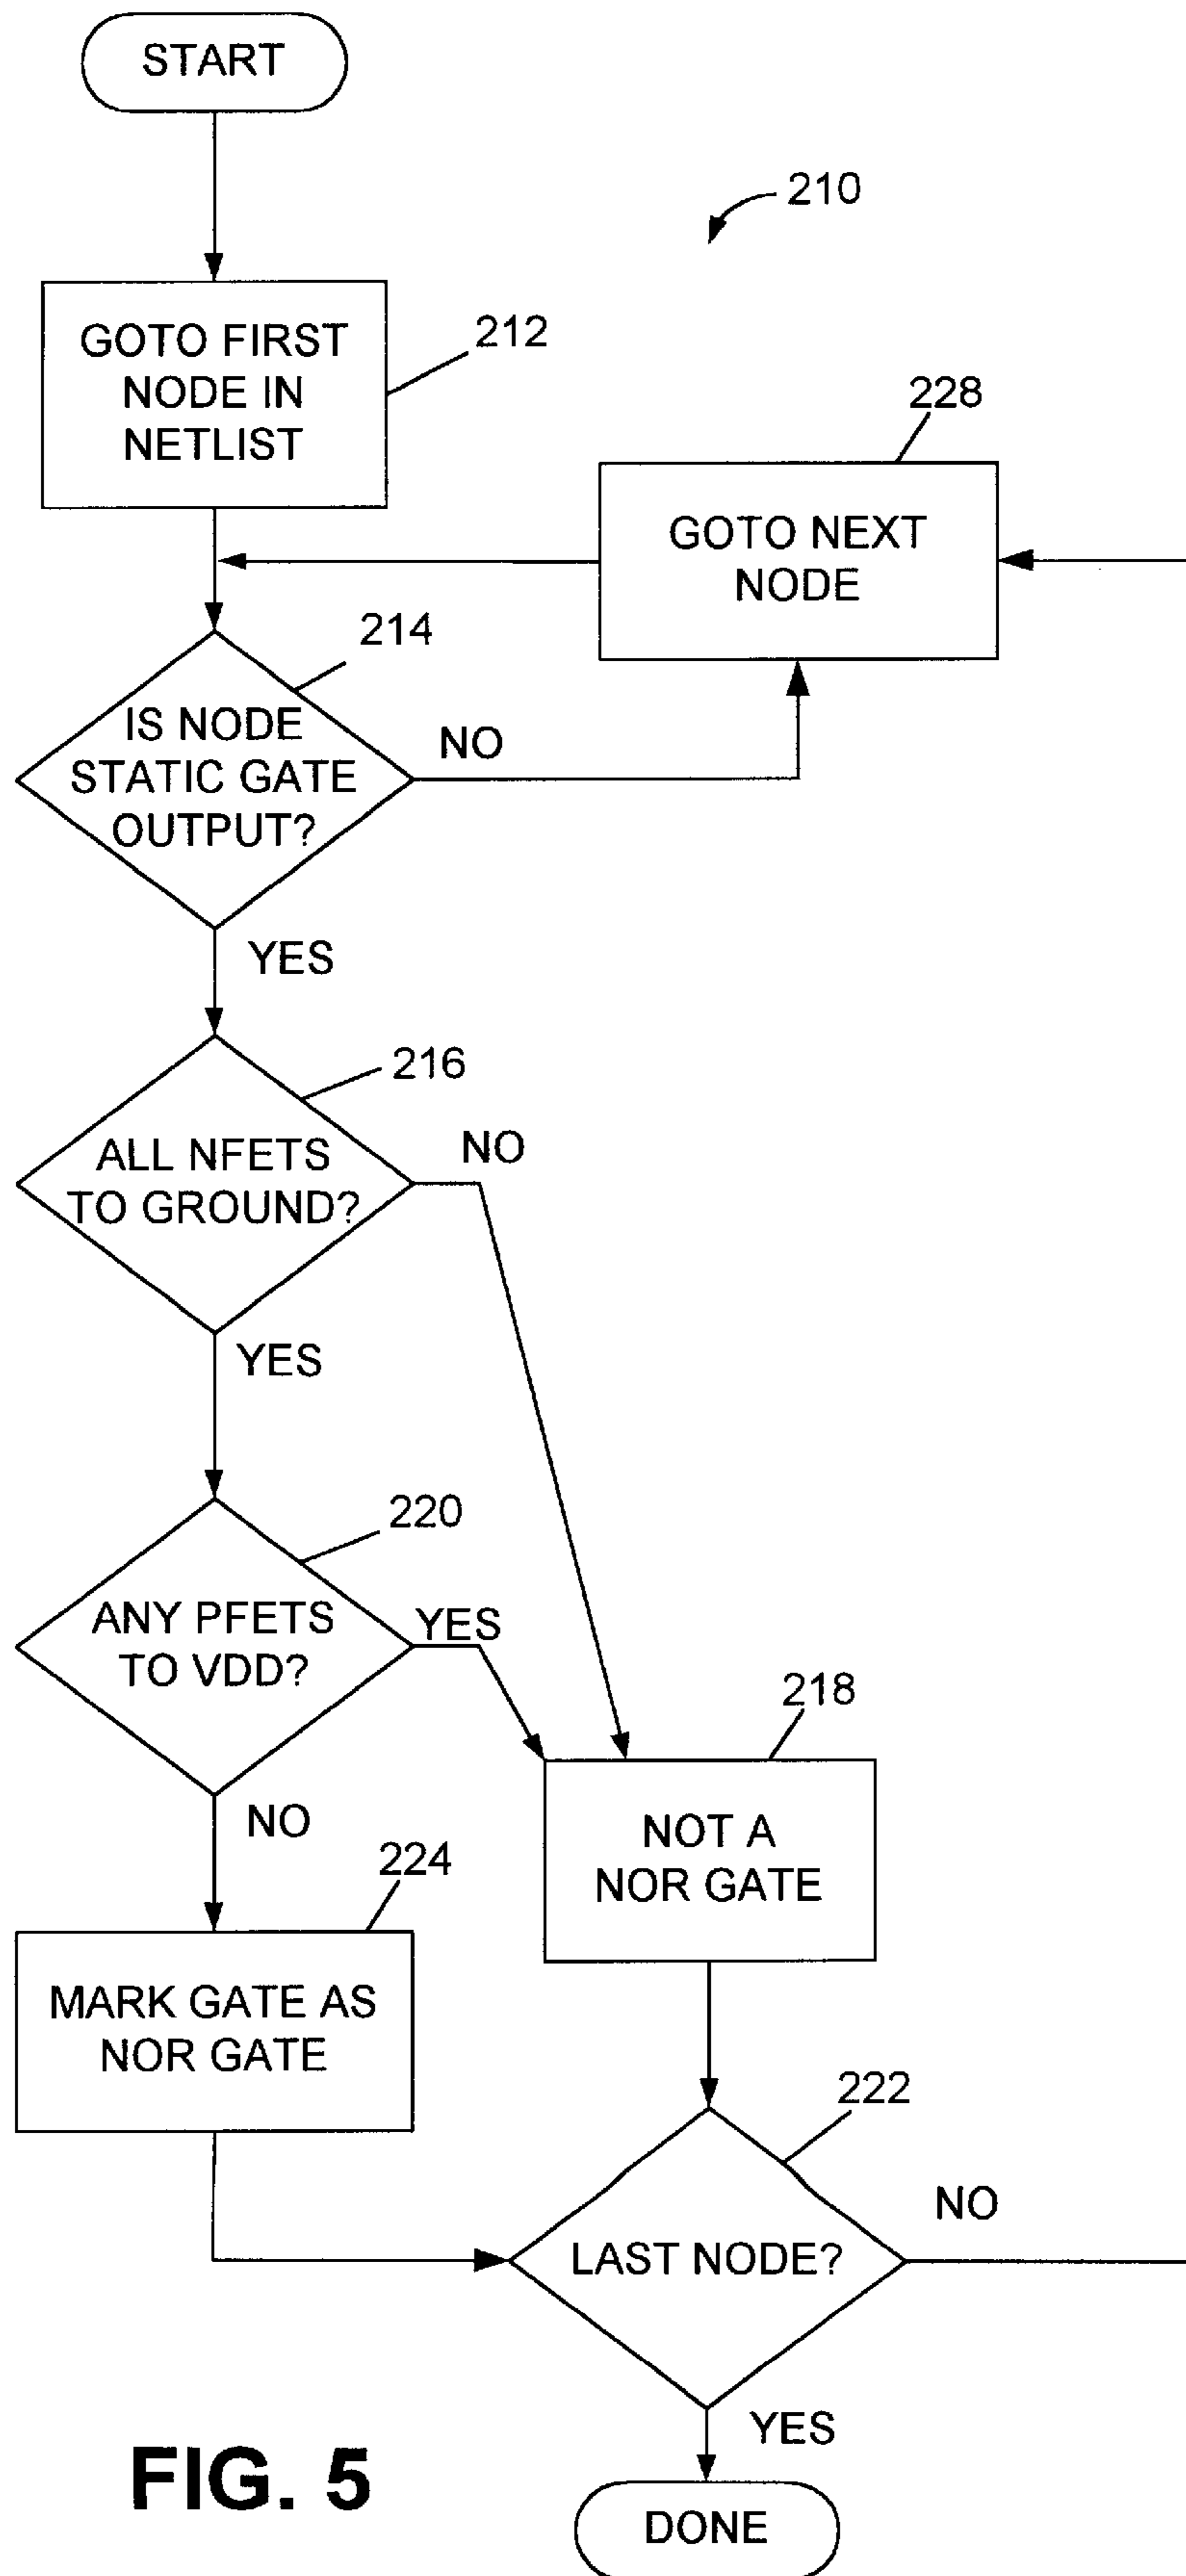 START
210
GOTO FIRST
NODE IN
NETLIST
212
228
GOTO NEXT
NODE
214
IS NODE
STATIC GATE
OUTPUT?
NO
YES
216
ALL NFETS
TO GROUND?
NO
YES
220
ANY PFETS
TO VDD?
YES
218
NOT A
NOR GATE
NO
224
MARK GATE AS
NOR GATE
222
LAST NODE?
NO
YES
FIG. 5
DONE